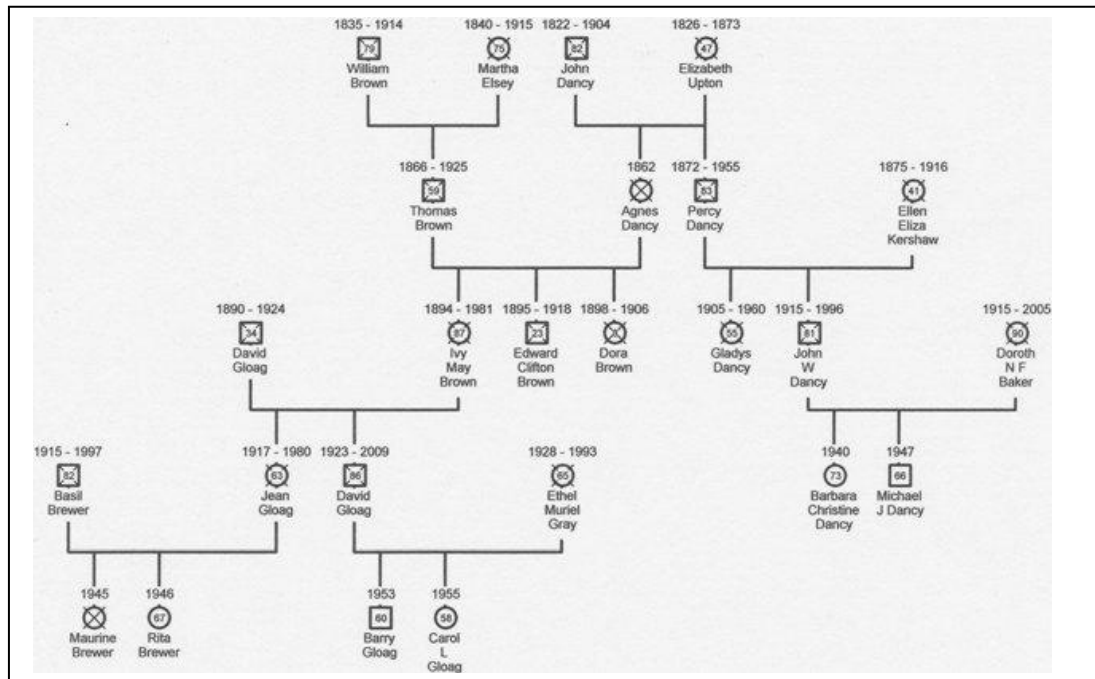 1835 - 1914
1840 - 1915
1822 - 1904
1826 - 1873
79
75
82
47
William
Brown
Martha
Elsey
John
Dancy
Elizabeth
Upton
1866 - 1925
1862
1872 - 1955
1875 - 1916
59
83
41
Thomas
Brown
Agnes
Dancy
Percy
Dancy
Ellen
Eliza
Kershaw
1890 - 1924
1894 - 1981
1895 - 1918
1898 - 1906
1905 - 1960
1915 - 1996
1915 - 2005
34
87
23
55
81
90
David
Gloag
Ivy
May
Brown
Edward
Clifton
Brown
Dora
Brown
Gladys
Dancy
John
W
Dancy
Doroth
N F
Baker
1915 - 1997
1917 - 1980
1923 - 2009
1928 - 1993
1940
1947
82
63
86
65
73
66
Basil
Brewer
Jean
Gloag
David
Gloag
Ethel
Muriel
Gray
Barbara
Christine
Dancy
Michael
J Dancy
1945
1946
1953
1955
67
60
58
Maurine
Brewer
Rita
Brewer
Barry
Gloag
Carol
L
Gloag